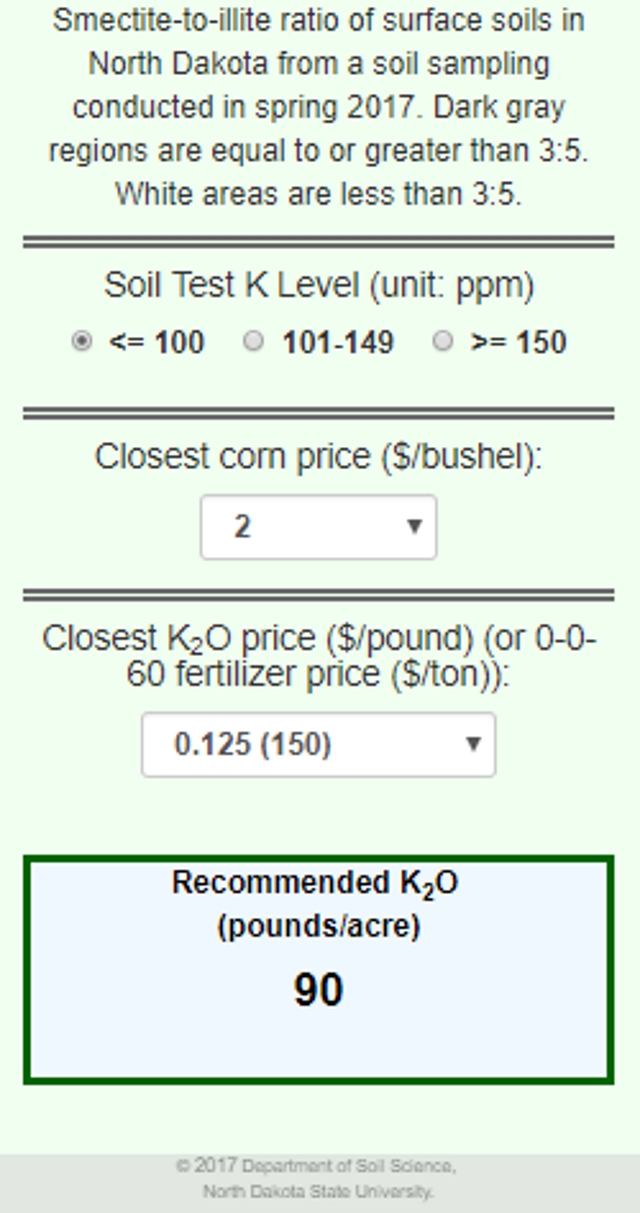 Smectite-to-illite ratio of surface soils in
North Dakota from a soil sampling
conducted in spring 2017. Dark gray
regions are equal to or greater than 3:5.
White areas are less than 3:5.
Soil Test K Level (unit: ppm)
<= 100 101-149 >= 150
Closest corn price ($/bushel):
2
Closest K₂O price ($/pound) (or 0-0-
60 fertilizer price ($/ton)):
0.125 (150)
Recommended K₂O
(pounds/acre)
90
© 2017 Department of Soil Science,
North Dakota State University.